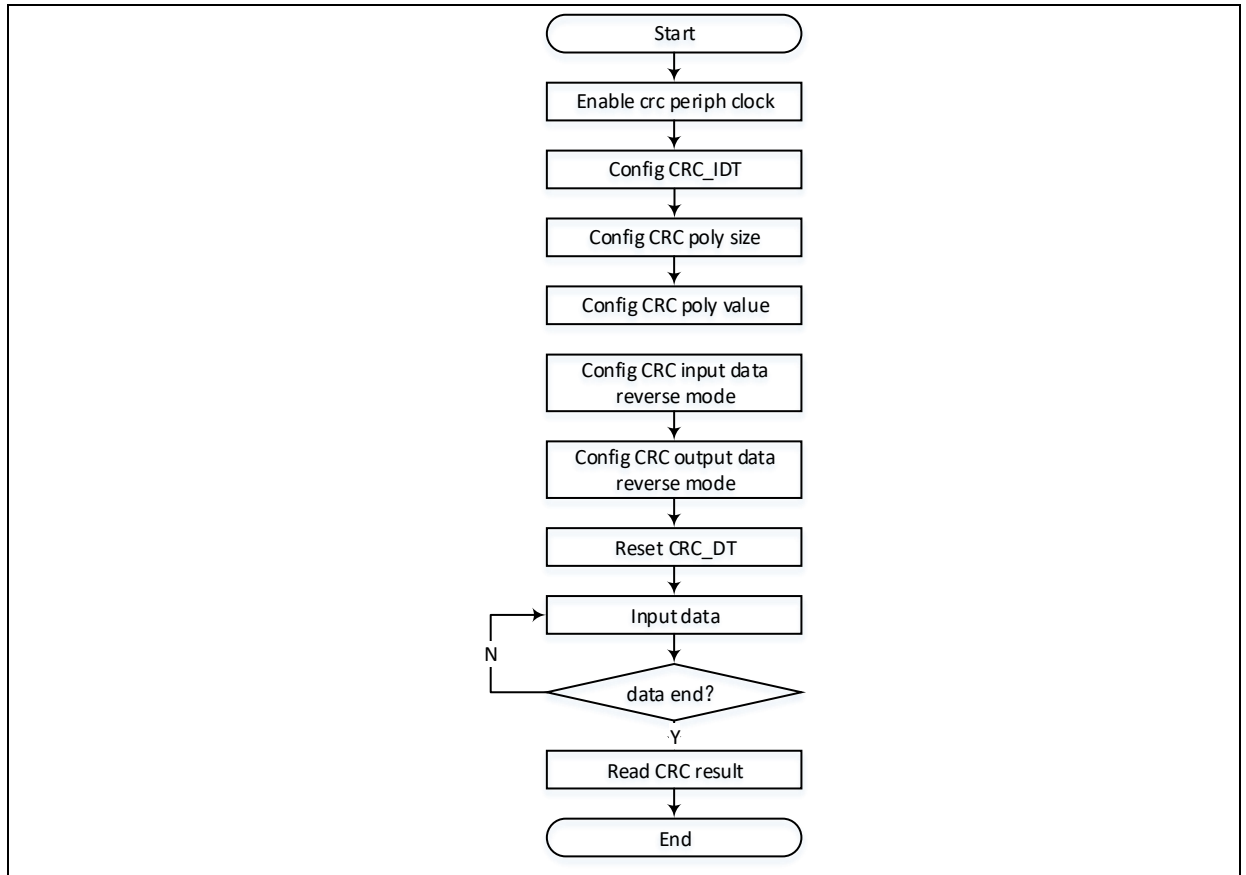 Start
Enable crc periph clock
Config CRC_IDT
Config CRC poly size
Config CRC poly value
Config CRC input data
reverse mode
Config CRC output data
reverse mode
Reset CRC_DT
Input data
N
data end?
Y
Read CRC result
End